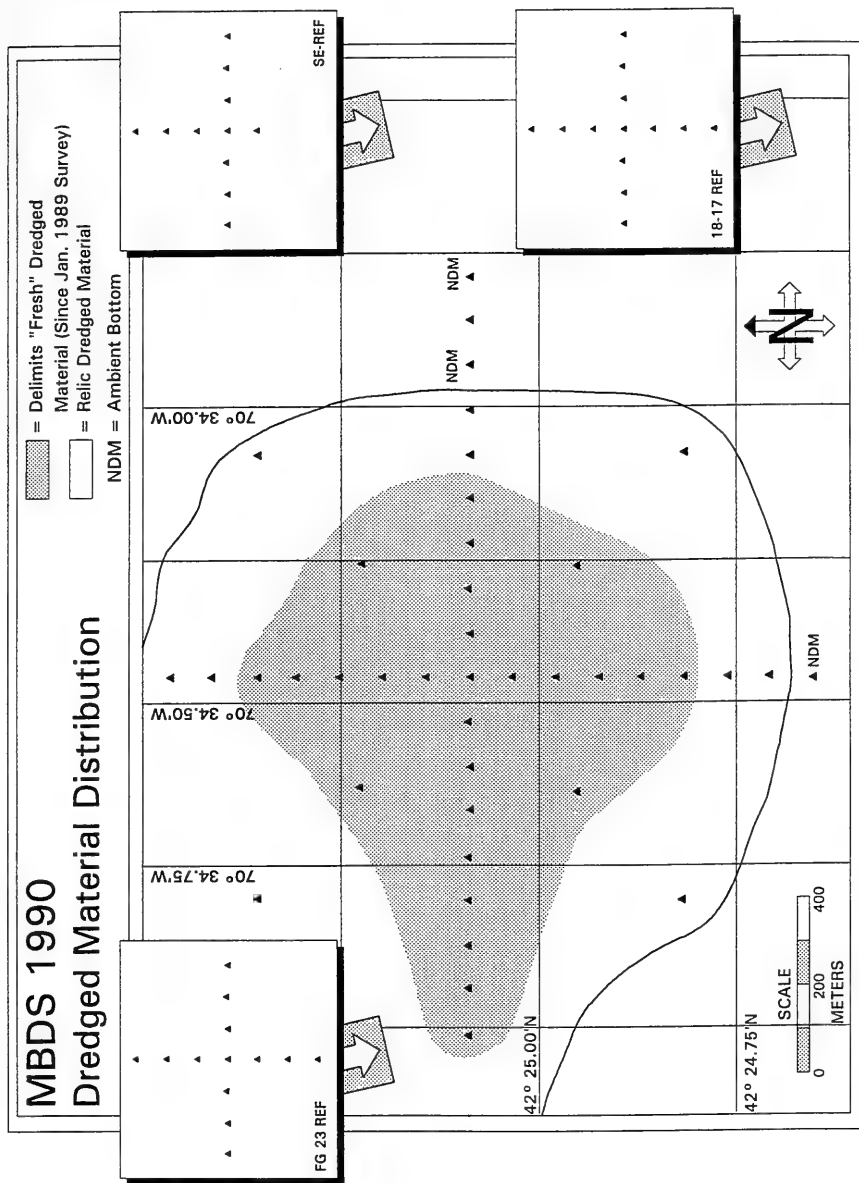 MBDS 1990
Dredged Material Distribution
= Delimits "Fresh" Dredged
Material (Since Jan. 1989 Survey)
= Relic Dredged Material
NDM = Ambient Bottom
FG 23 REF
SE-REF
18-17 REF
70° 34.75'W
70° 34.50'W
70° 34.00'W
NDM
NDM
NDM
42° 25.00'N
42° 24.75'N
SCALE
0
200
400
METERS
N